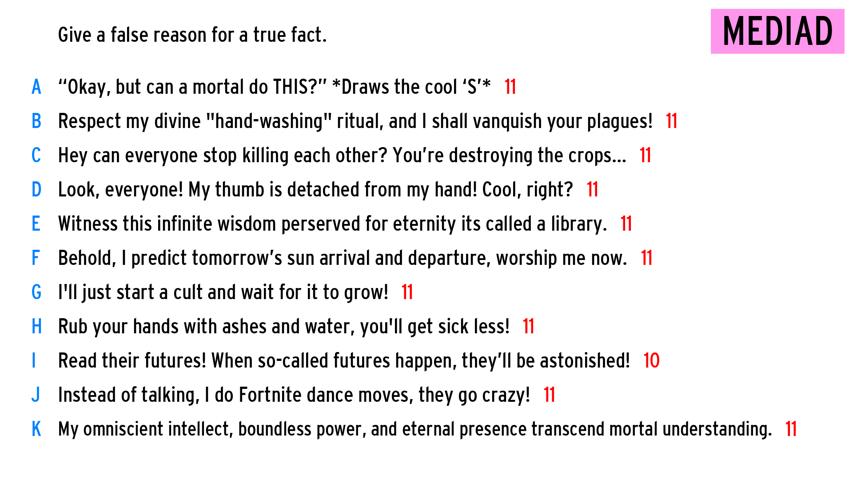 Give a false reason for a true fact.
MEDIAD
A “Okay, but can a mortal do THIS?” *Draws the cool ‘S’* 11
B Respect my divine "hand-washing" ritual, and I shall vanquish your plagues! 11
C Hey can everyone stop killing each other? You’re destroying the crops... 11
D Look, everyone! My thumb is detached from my hand! Cool, right? 11
E Witness this infinite wisdom perserved for eternity its called a library. 11
F Behold, I predict tomorrow’s sun arrival and departure, worship me now. 11
G I'll just start a cult and wait for it to grow! 11
H Rub your hands with ashes and water, you'll get sick less! 11
I Read their futures! When so-called futures happen, they’ll be astonished! 10
J Instead of talking, I do Fortnite dance moves, they go crazy! 11
K My omniscient intellect, boundless power, and eternal presence transcend mortal understanding. 11